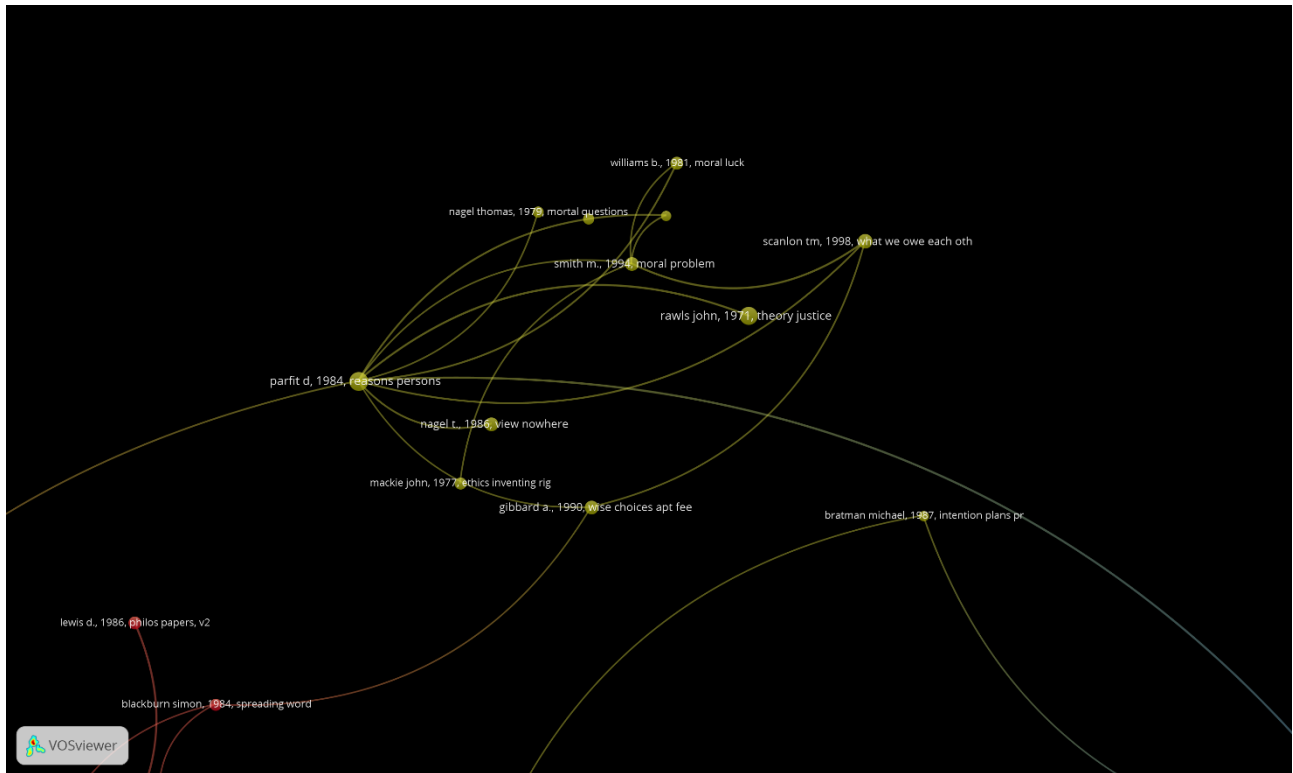 williams b., 1981, moral luck
nagel thomas, 1979, mortal questions
scanlon tm, 1998, what we owe each oth
smith m., 1994, moral problem
rawls john, 1971, theory justice
parfit d, 1984, reasons persons
nagel t., 1986, view nowhere
mackie john, 1977, ethics inventing rig
gibbard a., 1990, wise choices apt fee
bratman michael, 1987, intention plans pr
lewis d., 1986, philos papers, v2
blackburn simon, 1984, spreading word
VOSviewer